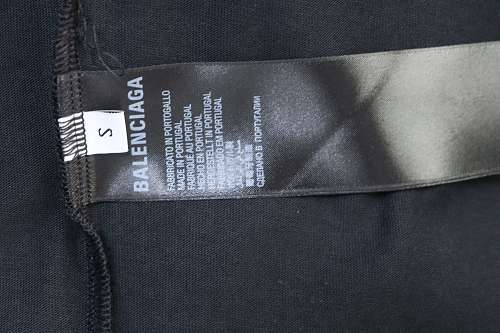 BALENCIAGA
S
FABBRICATO IN PORTOGALLO
MADE IN PORTUGAL
FABRIQUÉ AU PORTUGAL
HECHO EN PORTUGAL
HERGESTELLT IN PORTUGAL
FABRICADO EM PORTUGAL
СДЕЛАНО В ПОРТУГАЛИИ